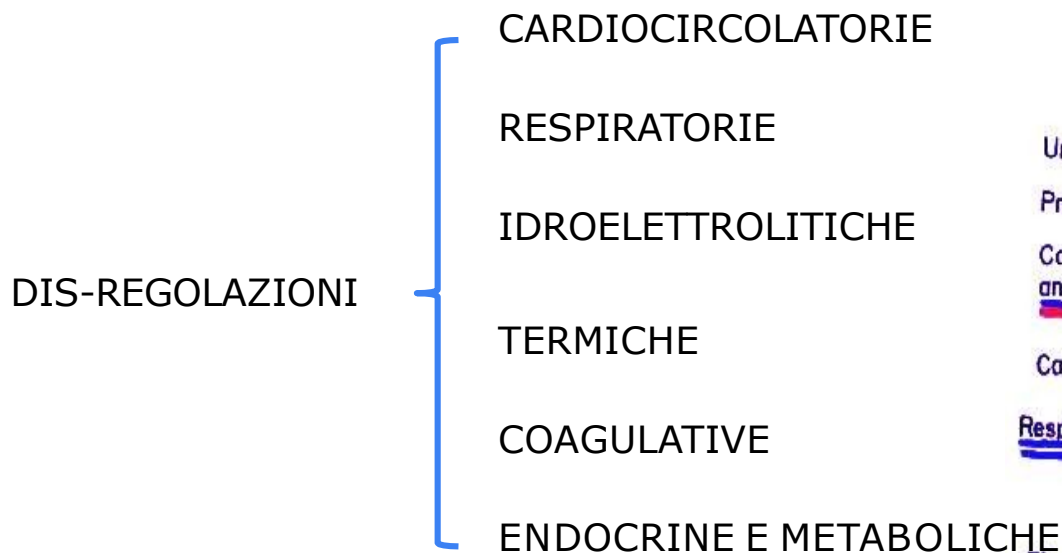 CARDIOCIRCOLATORIE
RESPIRATORIE
IDROELETTROLITICHE
DIS-REGOLAZIONI
TERMICHE
COAGULATIVE
ENDOCRINE E METABOLICHE